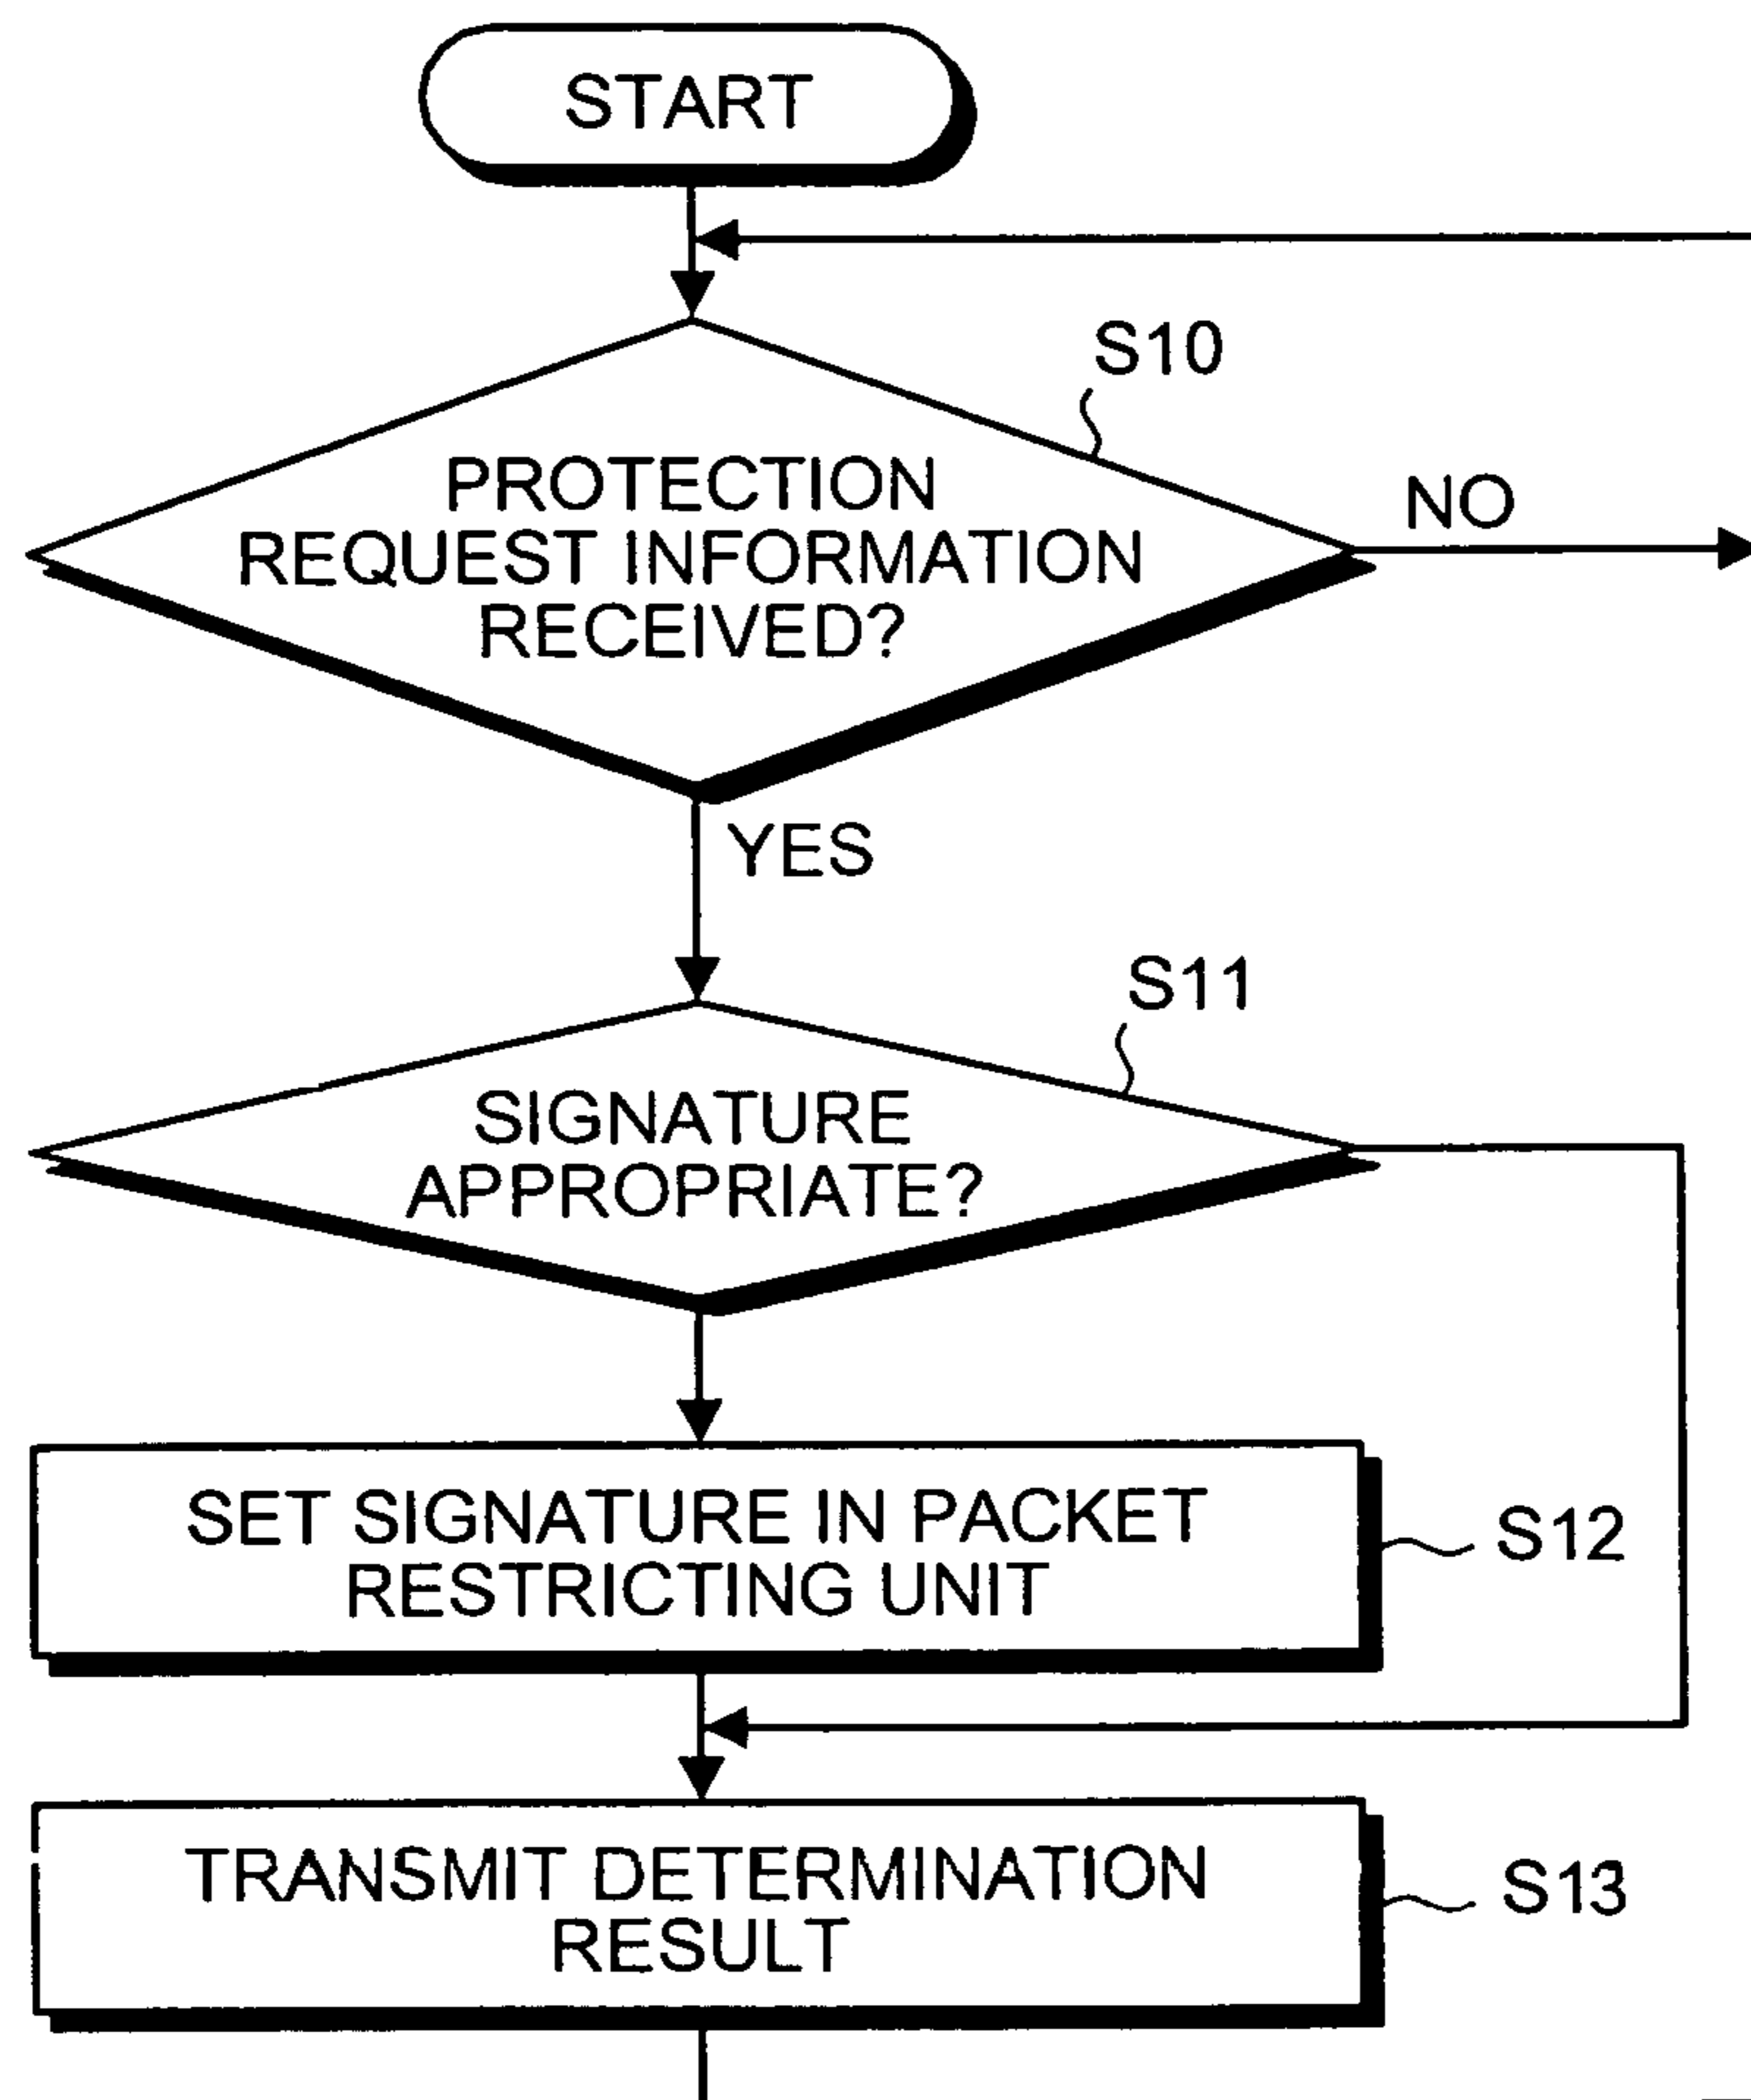 START
S10
PROTECTION
REQUEST INFORMATION
RECEIVED?
NO
YES
S11
SIGNATURE
APPROPRIATE?
SET SIGNATURE IN PACKET
RESTRICTING UNIT
S12
TRANSMIT DETERMINATION
RESULT
S13